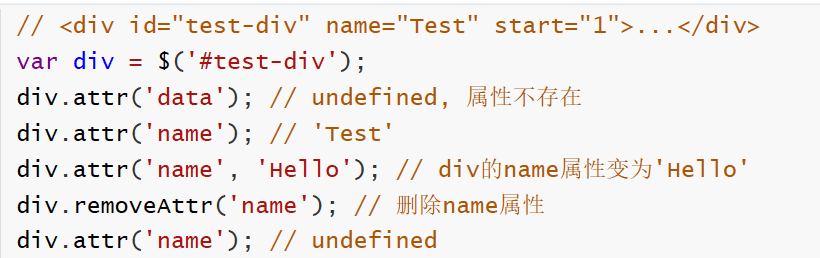 // <div id="test-div" name="Test" start="1">...</div>
var div = $('#test-div');
div.attr('data'); // undefined, 属性不存在
div.attr('name'); // 'Test'
div.attr('name', 'Hello'); // div的name属性变为'Hello'
div.removeAttr('name'); // 删除name属性
div.attr('name'); // undefined